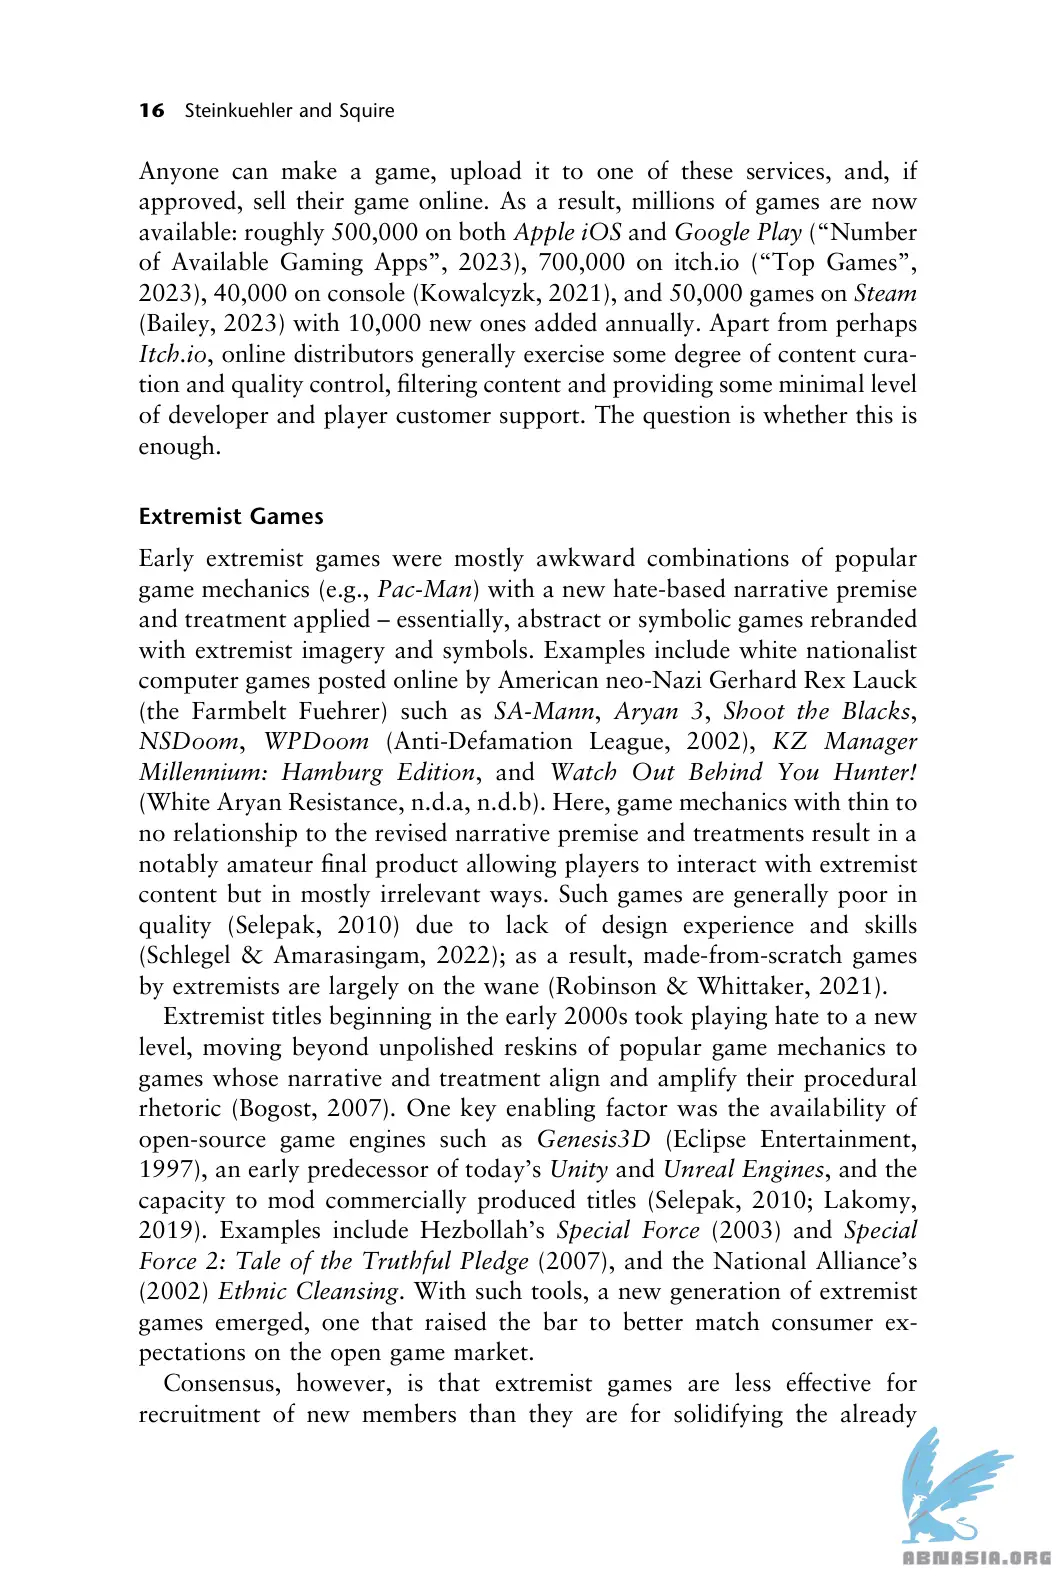 16 Steinkuehler and Squire
Anyone can make a game, upload it to one of these services, and, if
approved, sell their game online. As a result, millions of games are now
available: roughly 500,000 on both Apple iOS and Google Play (“Number
of Available Gaming Apps”, 2023), 700,000 on itch.io (“Top Games”,
2023), 40,000 on console (Kowalcyzk, 2021), and 50,000 games on Steam
(Bailey, 2023) with 10,000 new ones added annually. Apart from perhaps
Itch.io, online distributors generally exercise some degree of content cura-
tion and quality control, filtering content and providing some minimal level
of developer and player customer support. The question is whether this is
enough.
Extremist Games
Early extremist games were mostly awkward combinations of popular
game mechanics (e.g., Pac-Man) with a new hate-based narrative premise
and treatment applied – essentially, abstract or symbolic games rebranded
with extremist imagery and symbols. Examples include white nationalist
computer games posted online by American neo-Nazi Gerhard Rex Lauck
(the Farmbelt Fuehrer) such as SA-Mann, Aryan 3, Shoot the Blacks,
NSDoom, WPDoom (Anti-Defamation League, 2002), KZ Manager
Millennium: Hamburg Edition, and Watch Out Behind You Hunter!
(White Aryan Resistance, n.d.a, n.d.b). Here, game mechanics with thin to
no relationship to the revised narrative premise and treatments result in a
notably amateur final product allowing players to interact with extremist
content but in mostly irrelevant ways. Such games are generally poor in
quality (Selepak, 2010) due to lack of design experience and skills
(Schlegel & Amarasingam, 2022); as a result, made-from-scratch games
by extremists are largely on the wane (Robinson & Whittaker, 2021).
Extremist titles beginning in the early 2000s took playing hate to a new
level, moving beyond unpolished reskins of popular game mechanics to
games whose narrative and treatment align and amplify their procedural
rhetoric (Bogost, 2007). One key enabling factor was the availability of
open-source game engines such as Genesis3D (Eclipse Entertainment,
1997), an early predecessor of today’s Unity and Unreal Engines, and the
capacity to mod commercially produced titles (Selepak, 2010; Lakomy,
2019). Examples include Hezbollah’s Special Force (2003) and Special
Force 2: Tale of the Truthful Pledge (2007), and the National Alliance’s
(2002) Ethnic Cleansing. With such tools, a new generation of extremist
games emerged, one that raised the bar to better match consumer ex-
pectations on the open game market.
Consensus, however, is that extremist games are less effective for
recruitment of new members than they are for solidifying the already
ABNASIA.ORG